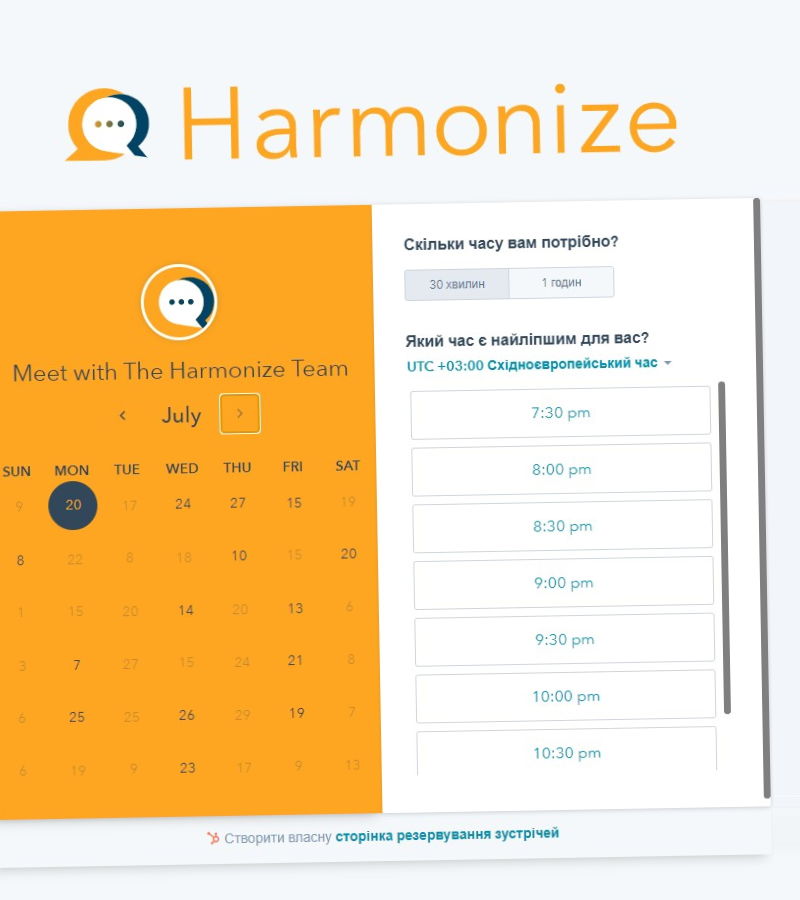 Harmonize
Meet with The Harmonize Team
July
SUN MON TUE WED THU FRI SAT
9 20 17 24 27 15 19
8 22 8 18 10 15 20
1 15 20 14 20 13 6
3 7 27 15 24 21 8
6 25 25 26 29 19 7
6 19 9 23 17 9 13
Скільки часу вам потрібно?
30 хвилин 1 годин
Який час є найліпшим для вас?
UTC +03:00 Східноєвропейський час
7:30 pm
8:00 pm
8:30 pm
9:00 pm
9:30 pm
10:00 pm
10:30 pm
Створити власну сторінка резервування зустрічей